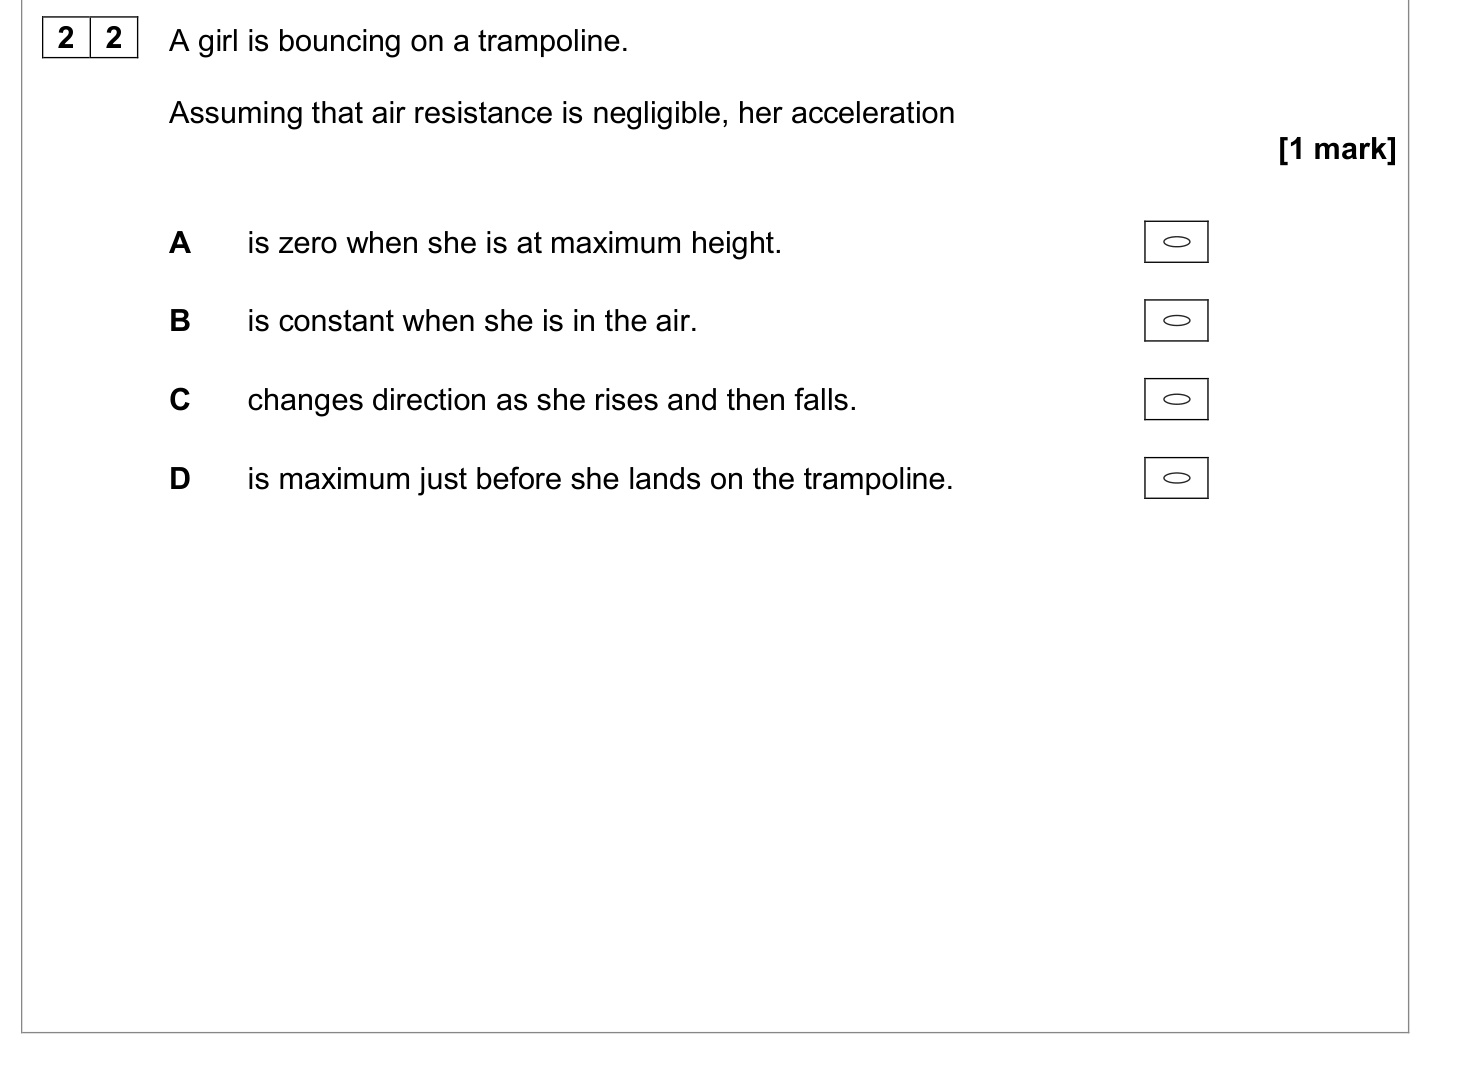 22 A girl is bouncing on a trampoline.
Assuming that air resistance is negligible, her acceleration
[1 mark]
A is zero when she is at maximum height.
B is constant when she is in the air.
C changes direction as she rises and then falls.
D is maximum just before she lands on the trampoline.